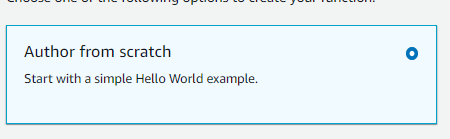 Choose one of the following options to create your function.
Author from scratch
Start with a simple Hello World example.